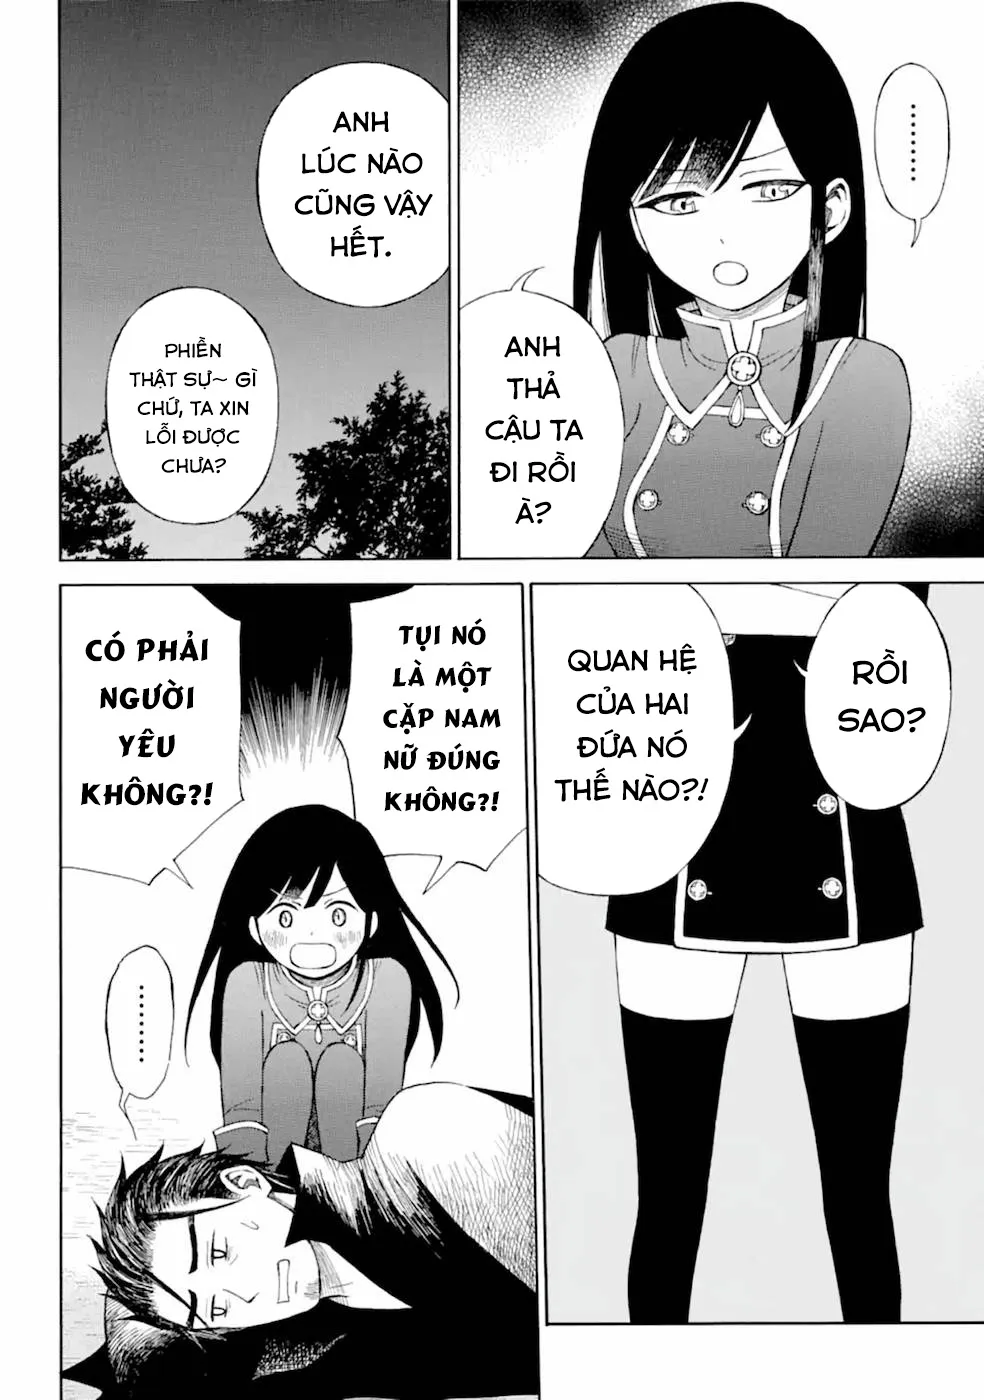 .........
ANH
THẢ
CẬU TA
ĐI RỒI
À?
ANH
LÚC NÀO
CŨNG VẬY
HẾT.
PHIỀN
THẬT SỰ~ GÌ
CHỨ, TA XIN
LỖI ĐƯỢC
CHƯA?
RỒI
SAO?
QUAN HỆ
CỦA HAI
ĐỨA NÓ
THẾ NÀO?!
TỤI NÓ
LÀ MỘT
CẶP NAM
NỮ ĐÚNG
KHÔNG?!
CÓ PHẢI
NGƯỜI
YÊU
KHÔNG?!
.........